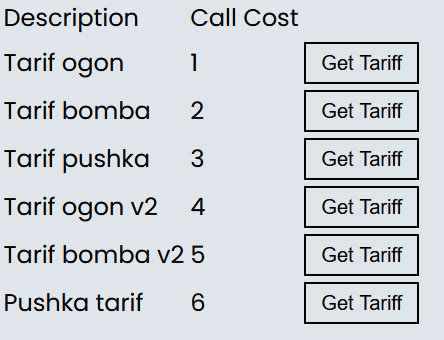 Description Call Cost
Tarif ogon 1 Get Tariff
Tarif bomba 2 Get Tariff
Tarif pushka 3 Get Tariff
Tarif ogon v2 4 Get Tariff
Tarif bomba v2 5 Get Tariff
Pushka tarif 6 Get Tariff